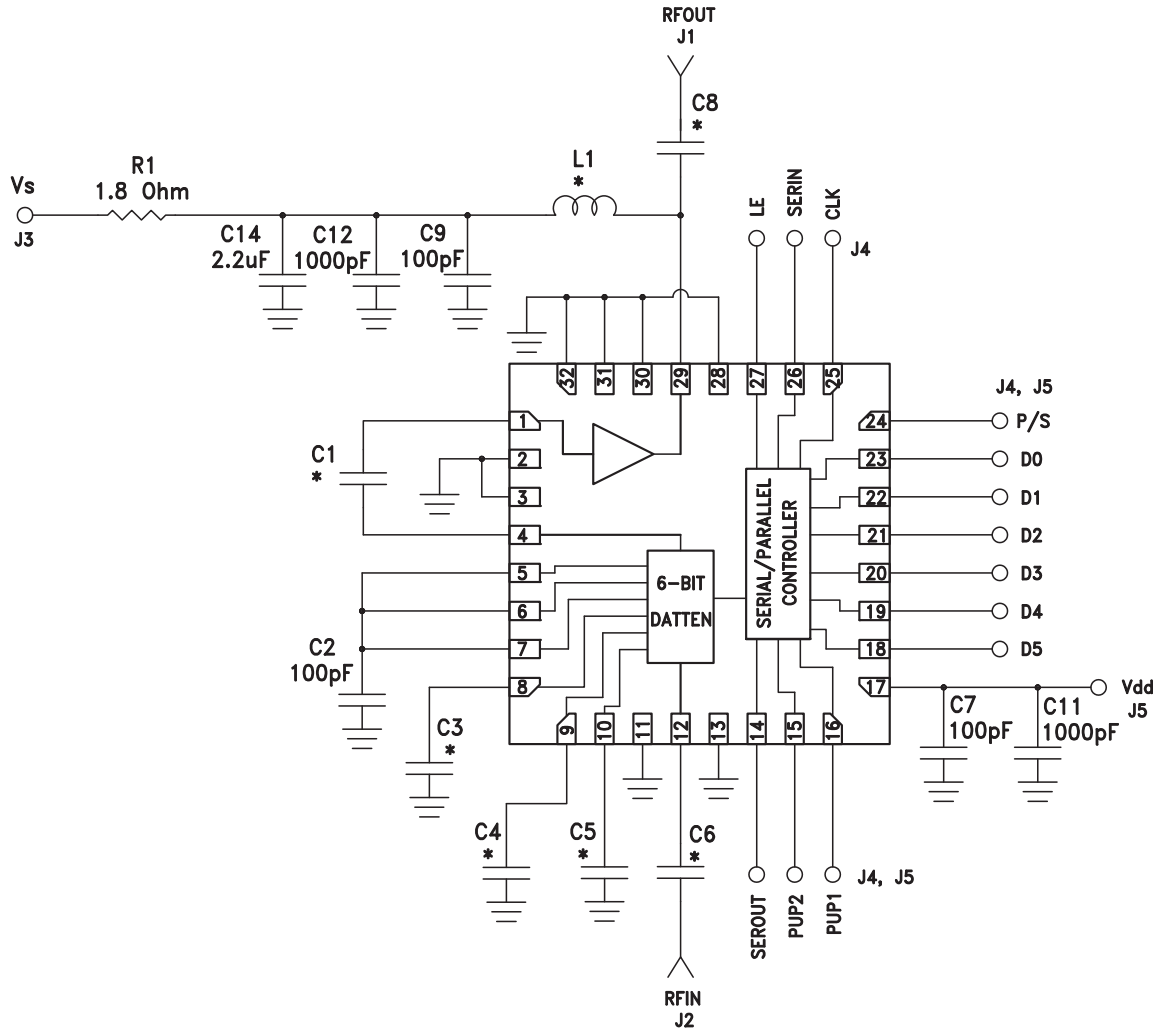 RFOUT
J1
C8
*
R1
1.8 Ohm
L1
*
Vs
J3
LE
SERIN
CLK
J4
C14
2.2uF
C12
1000pF
C9
100pF
32
31
30
29
28
27
26
25
J4, J5
1
24
P/S
C1
*
2
23
D0
3
22
D1
4
21
D2
5
20
D3
6
19
D4
7
18
D5
8
17
SERIAL/PARALLEL
CONTROLLER
6-BIT
DATTEN
C2
100pF
Vdd
J5
C7
100pF
C11
1000pF
C3
*
9
10
11
12
13
14
15
16
C4
*
C5
*
C6
*
J4, J5
SEROUT
PUP2
PUP1
RFIN
J2